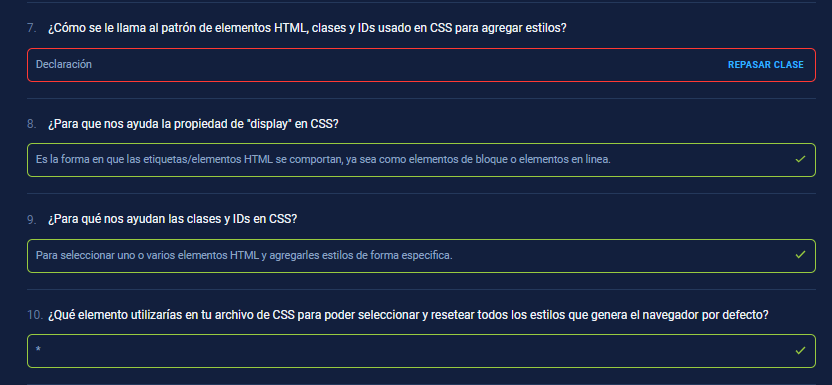 7. ¿Cómo se le llama al patrón de elementos HTML, clases y IDs usado en CSS para agregar estilos?
Declaración REPASAR CLASE
8. ¿Para que nos ayuda la propiedad de "display" en CSS?
Es la forma en que las etiquetas/elementos HTML se comportan, ya sea como elementos de bloque o elementos en linea.
9. ¿Para qué nos ayudan las clases y IDs en CSS?
Para seleccionar uno o varios elementos HTML y agregarles estilos de forma especifica.
10. ¿Qué elemento utilizarías en tu archivo de CSS para poder seleccionar y resetear todos los estilos que genera el navegador por defecto?
*